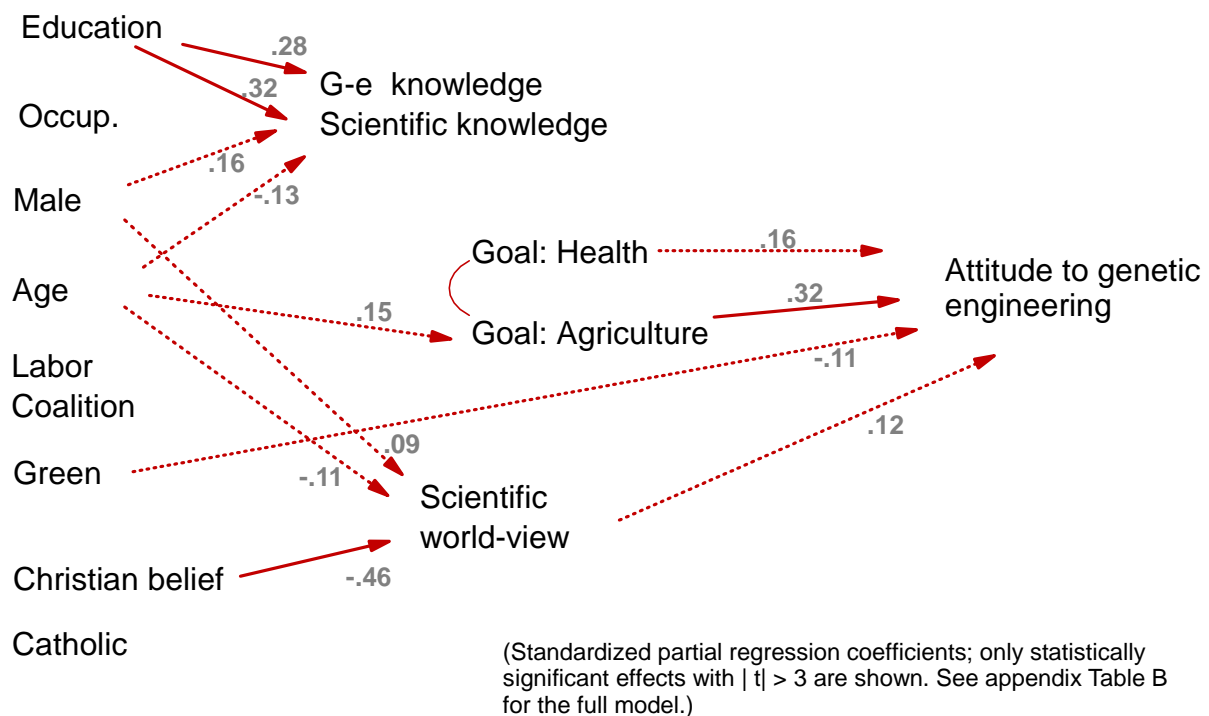 Education
.28
G-e knowledge
.32
Occup.
Scientific knowledge
.16
Male
-.13
Goal: Health
.16
Attitude to genetic
engineering
Age
.15
.32
Goal: Agriculture
-.11
Labor
Coalition
.12
.09
Green
-.11
Scientific
world-view
Christian belief
-.46
Catholic
(Standardized partial regression coefficients; only statistically
significant effects with | t| > 3 are shown. See appendix Table B
for the full model.)